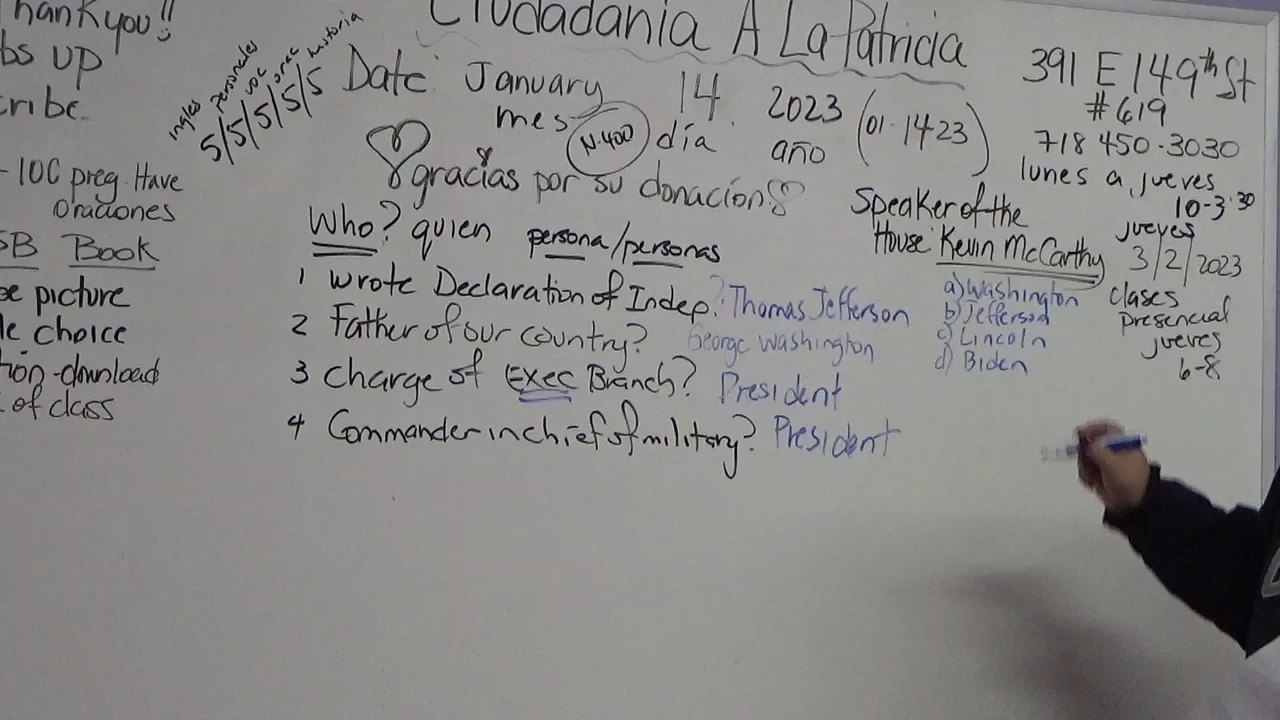 hank you!!
bs up
cribe.
- 100 preg. Have
oraciones
SB Book
e picture
le choice
tion-download
of class
ingles personales voc orac historia
5/5/5/5/5
Ciudadania A La Patricia
Date: January 14 2023 (01-14-23)
mes día año
N-400
gracias por su donación
Who? quien persona/personas
1 wrote Declaration of Indep? Thomas Jefferson
2 Father of our country? George Washington
3 Charge of Exec Branch? President
4 Commander in chief of military? President
Speaker of the
House Kevin McCarthy
a) Washington
b) Jefferson
c) Lincoln
d) Biden
391 E 149th St
#619
718 450-3030
lunes a jueves
10-3:30
jueves
3/2/2023
clases
presencial
jueves
6-8